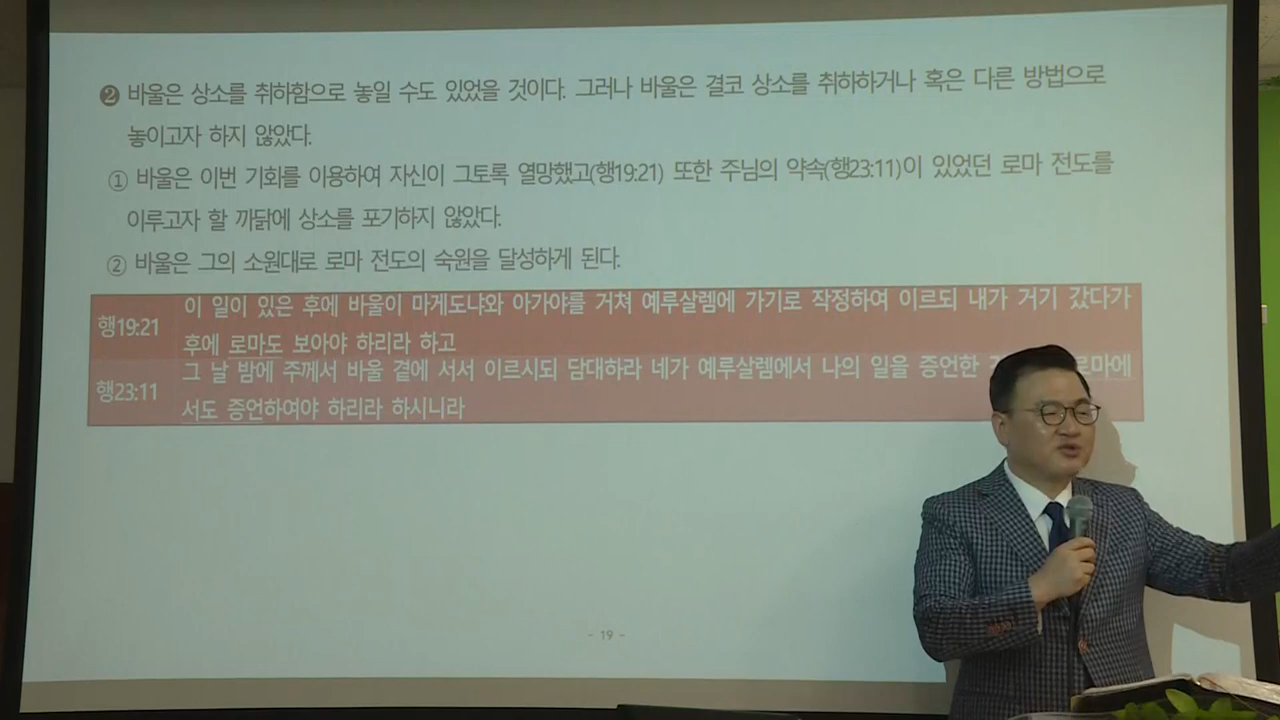 ❷ 바울은 상소를 취하함으로 놓일 수도 있었을 것이다. 그러나 바울은 결코 상소를 취하하거나 혹은 다른 방법으로
놓이고자 하지 않았다.
① 바울은 이번 기회를 이용하여 자신이 그토록 열망했고(행19:21) 또한 주님의 약속(행23:11)이 있었던 로마 전도를
이루고자 할 까닭에 상소를 포기하지 않았다.
② 바울은 그의 소원대로 로마 전도의 숙원을 달성하게 된다.
행19:21
이 일이 있은 후에 바울이 마게도냐와 아가야를 거쳐 예루살렘에 가기로 작정하여 이르되 내가 거기 갔다가
후에 로마도 보아야 하리라 하고
행23:11
그 날 밤에 주께서 바울 곁에 서서 이르시되 담대하라 네가 예루살렘에서 나의 일을 증언한 로마에
서도 증언하여야 하리라 하시니라
- 19 -